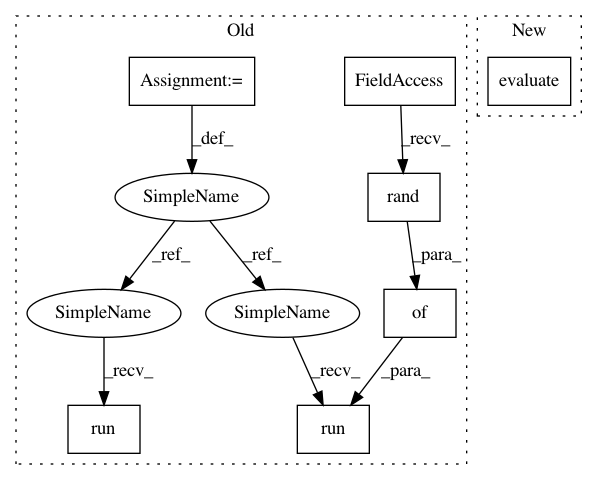 Old
New
Assignment:=
FieldAccess
evaluate
_def_
_recv_
SimpleName
rand
_ref_
_ref_
_para_
SimpleName
SimpleName
of
_recv_
_recv_
_para_
run
run